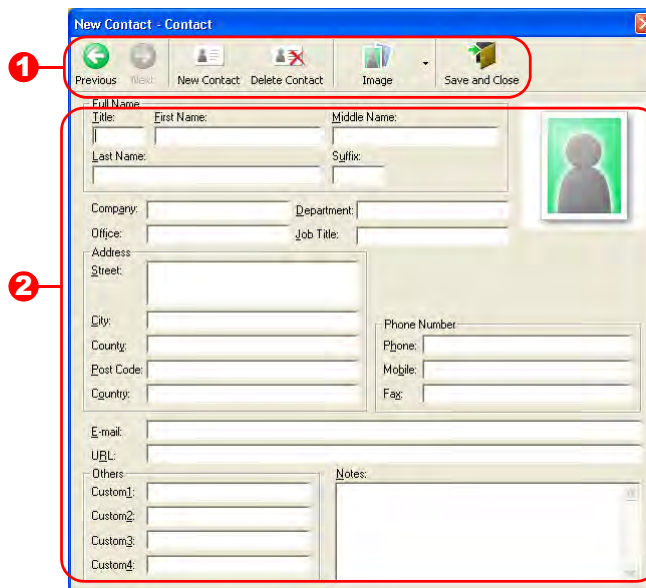 New Contact - Contact
1
Previous Next New Contact Delete Contact Image Save and Close
Full Name
Title: First Name: Middle Name:
Last Name: Suffix:
Company: Department:
Office: Job Title:
Address
Street:
2
City:
Phone Number
County: Phone:
Post Code: Mobile:
Country: Fax:
E-mail:
URL:
Others Notes:
Custom1:
Custom2:
Custom3:
Custom4: